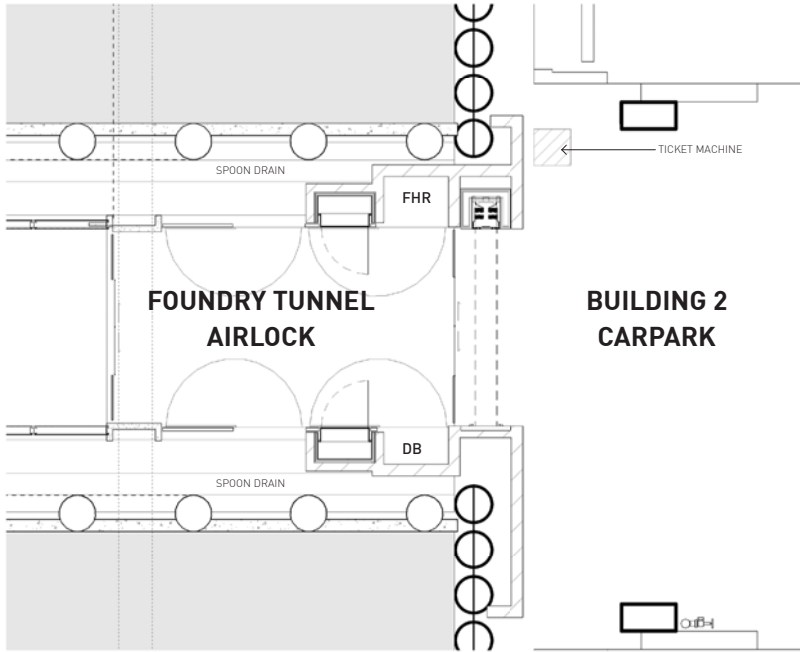 TICKET MACHINE
SPOON DRAIN
FHR
FOUNDRY TUNNEL
AIRLOCK
BUILDING 2
CARPARK
DB
SPOON DRAIN